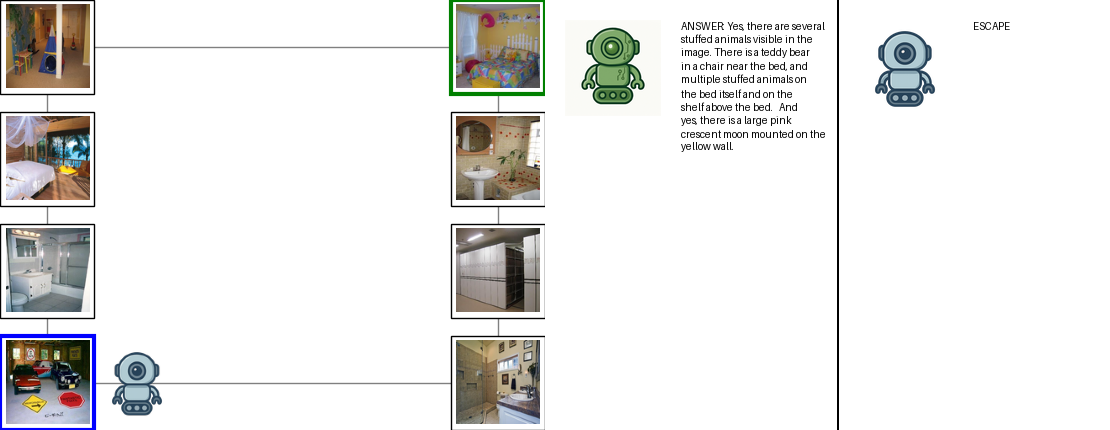 ANSWER: Yes, there are several
stuffed animals visible in the
image. There is a teddy bear
in a chair near the bed, and
multiple stuffed animals on
the bed itself and on the
shelf above the bed.  And
yes, there is a large pink
crescent moon mounted on the
yellow wall.
ESCAPE